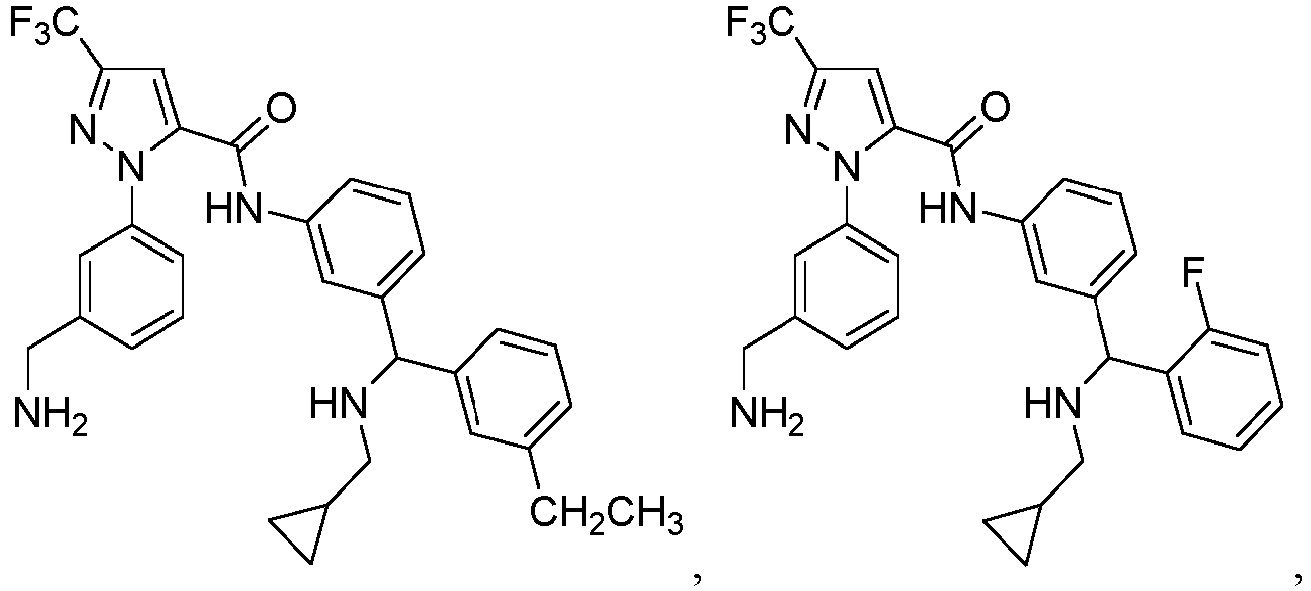 F3C F3C
O O
N N
N N
HN HN
F
HN HN
NH2 NH2
CH2CH3
, ,